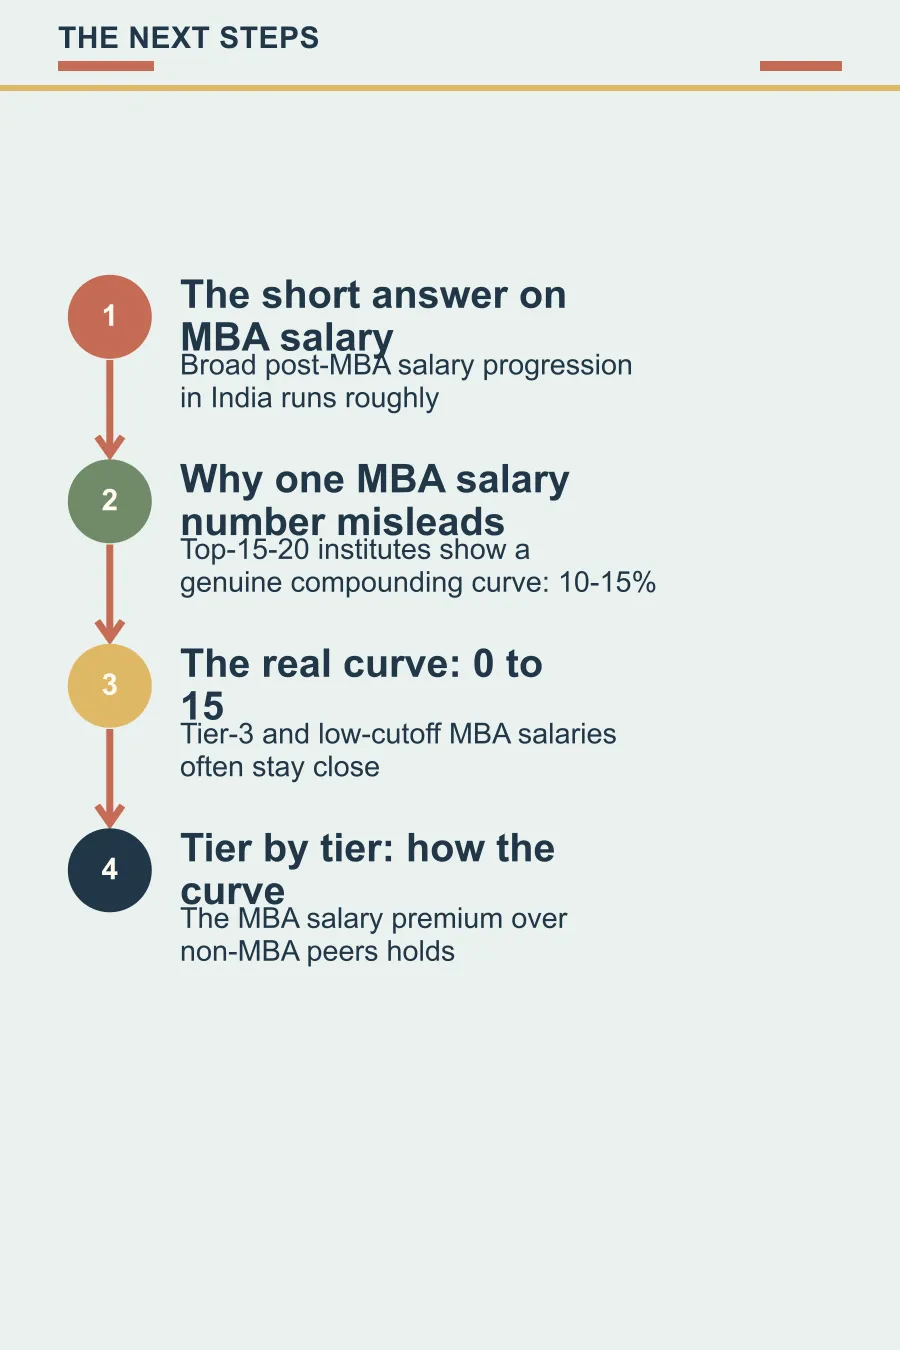 THE NEXT STEPS
1
The short answer on
MBA salary
Broad post-MBA salary progression
in India runs roughly
2
Why one MBA salary
number misleads
Top-15-20 institutes show a
genuine compounding curve: 10-15%
3
The real curve: 0 to
15
Tier-3 and low-cutoff MBA salaries
often stay close
4
Tier by tier: how the
curve
The MBA salary premium over
non-MBA peers holds